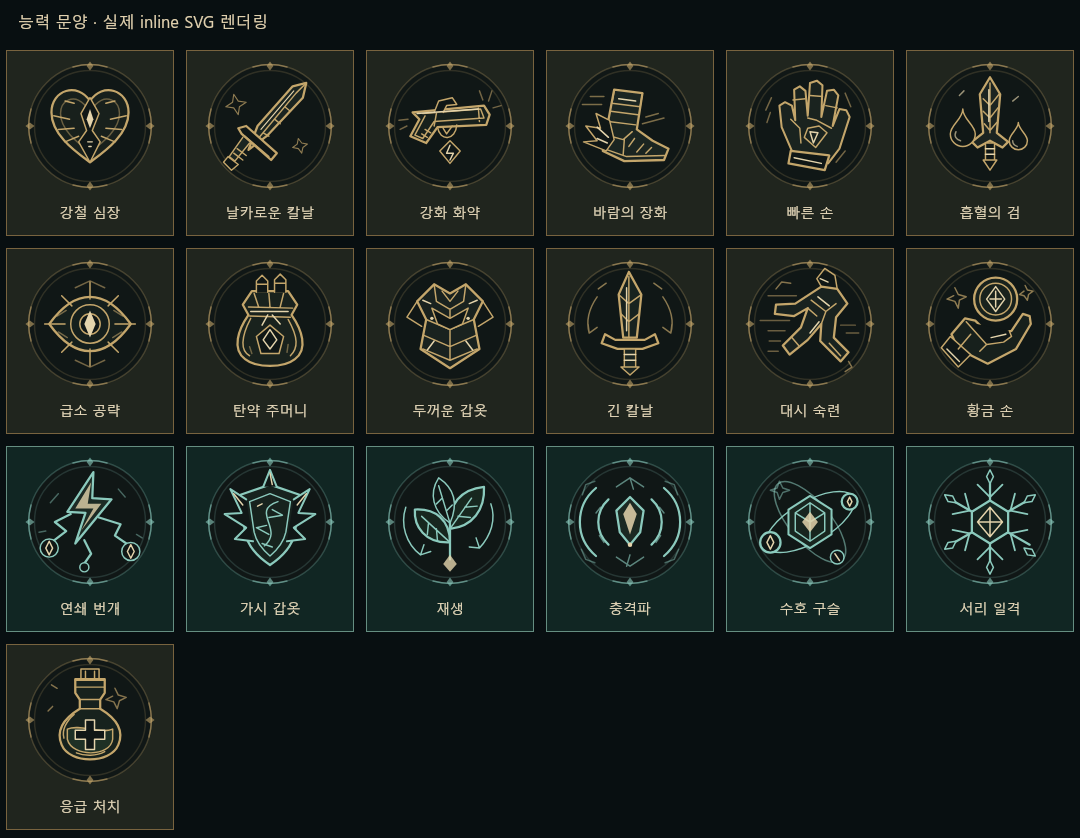 능력 문양 · 실제 inline SVG 렌더링
강철 심장
날카로운 칼날
강화 화약
바람의 장화
빠른 손
흡혈의 검
급소 공략
탄약 주머니
두꺼운 갑옷
긴 칼날
대시 숙련
황금 손
연쇄 번개
가시 갑옷
재생
충격파
수호 구슬
서리 일격
응급 처치